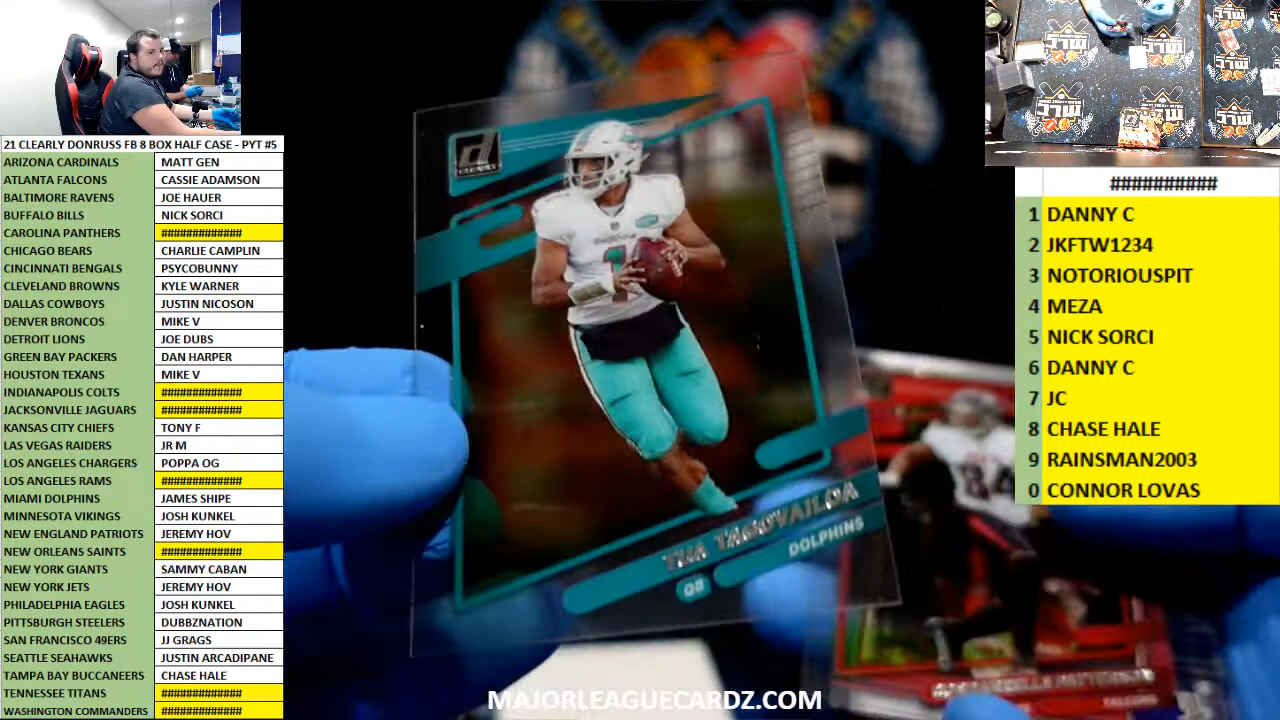 21 CLEARLY DONRUSS FB 8 BOX HALF CASE - PYT #5
ARIZONA CARDINALS MATT GEN
ATLANTA FALCONS CASSIE ADAMSON
BALTIMORE RAVENS JOE HAUER
BUFFALO BILLS NICK SORCI
CAROLINA PANTHERS #############
CHICAGO BEARS CHARLIE CAMPLIN
CINCINNATI BENGALS PSYCOBUNNY
CLEVELAND BROWNS KYLE WARNER
DALLAS COWBOYS JUSTIN NICOSON
DENVER BRONCOS MIKE V
DETROIT LIONS JOE DUBS
GREEN BAY PACKERS DAN HARPER
HOUSTON TEXANS MIKE V
INDIANAPOLIS COLTS #############
JACKSONVILLE JAGUARS #############
KANSAS CITY CHIEFS TONY F
LAS VEGAS RAIDERS JR M
LOS ANGELES CHARGERS POPPA OG
LOS ANGELES RAMS #############
MIAMI DOLPHINS JAMES SHIPE
MINNESOTA VIKINGS JOSH KUNKEL
NEW ENGLAND PATRIOTS JEREMY HOV
NEW ORLEANS SAINTS #############
NEW YORK GIANTS SAMMY CABAN
NEW YORK JETS JEREMY HOV
PHILADELPHIA EAGLES JOSH KUNKEL
PITTSBURGH STEELERS DUBBZNATION
SAN FRANCISCO 49ERS JJ GRAGS
SEATTLE SEAHAWKS JUSTIN ARCADIPANE
TAMPA BAY BUCCANEERS CHASE HALE
TENNESSEE TITANS #############
WASHINGTON COMMANDERS #############
TUA TAGOVAILOA
DOLPHINS
QB
84
FALCONS
MAJORLEAGUECARDZ.COM
##########
1 DANNY C
2 JKFTW1234
3 NOTORIOUSPIT
4 MEZA
5 NICK SORCI
6 DANNY C
7 JC
8 CHASE HALE
9 RAINSMAN2003
0 CONNOR LOVAS